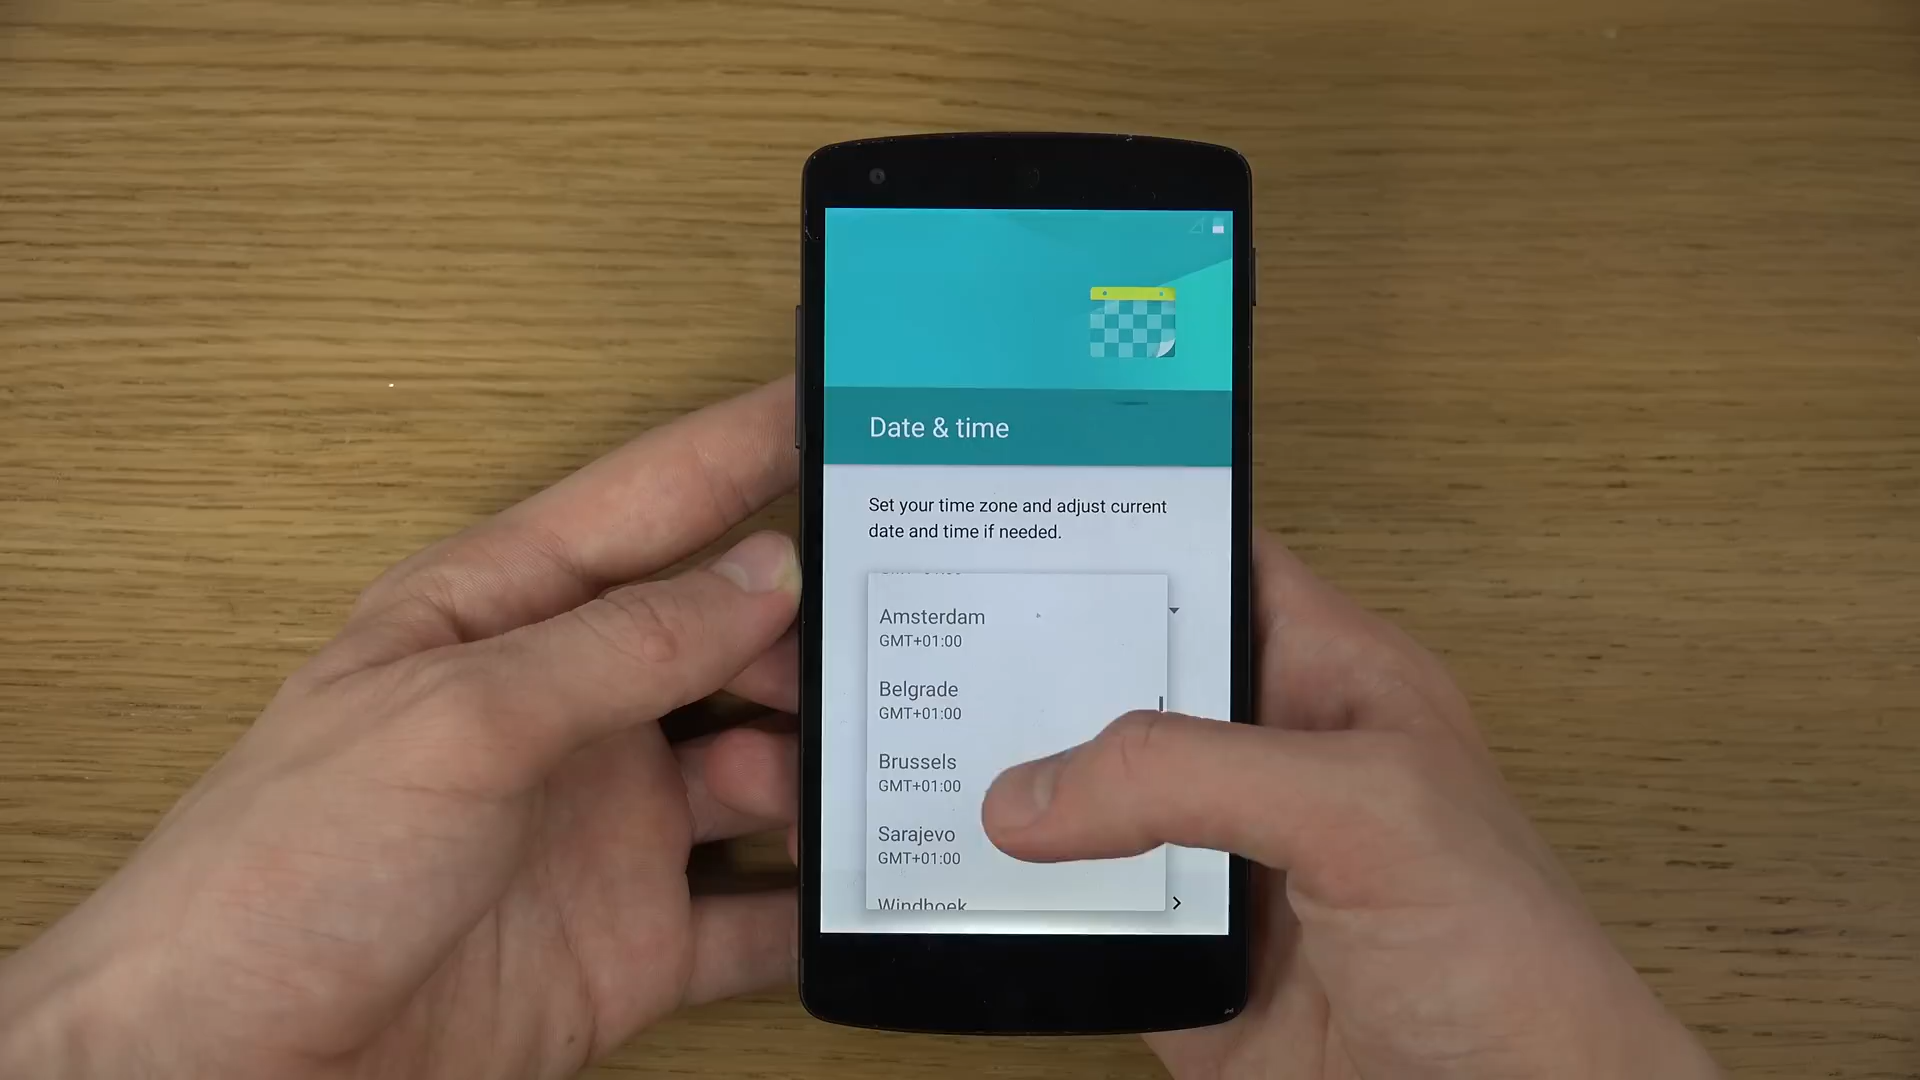 Date & time
Set your time zone and adjust current
date and time if needed.
Amsterdam
GMT+01:00
Belgrade
GMT+01:00
Brussels
GMT+01:00
Sarajevo
GMT+01:00
Windhoek